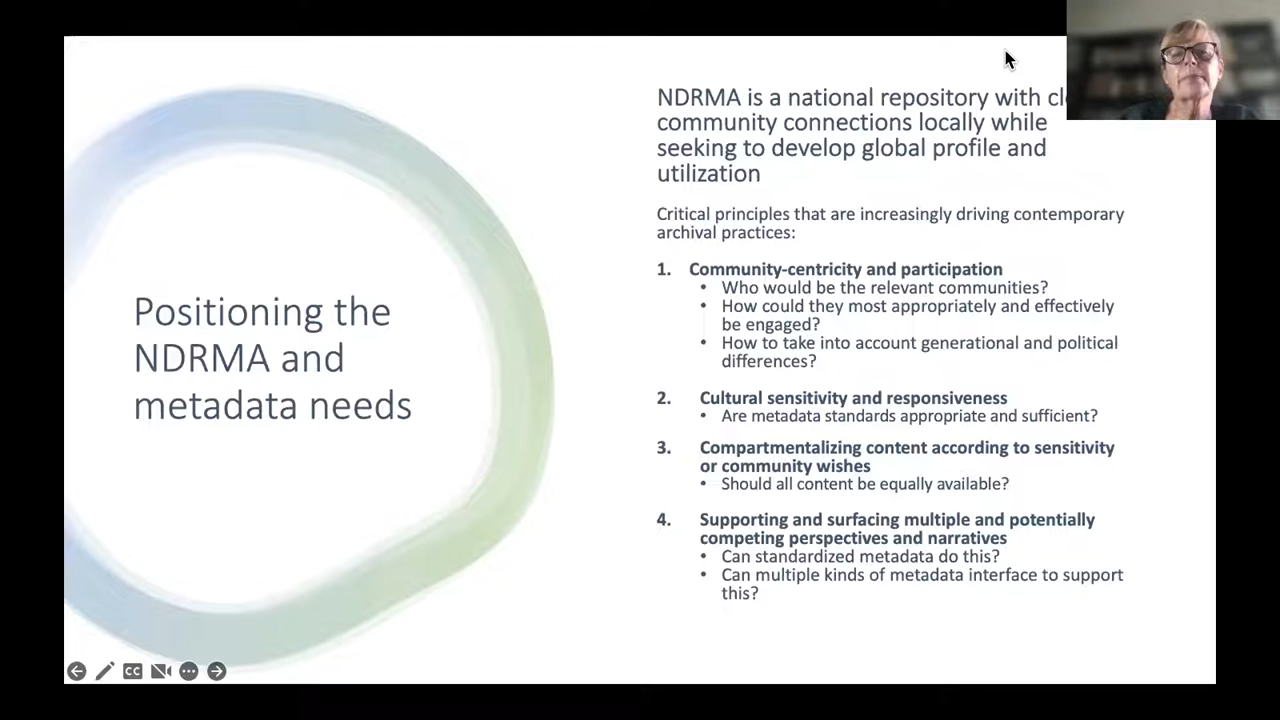 Positioning the
NDRMA and
metadata needs
NDRMA is a national repository with
community connections locally while
seeking to develop global profile and
utilization
Critical principles that are increasingly driving contemporary
archival practices:
1. Community-centricity and participation
• Who would be the relevant communities?
• How could they most appropriately and effectively
be engaged?
• How to take into account generational and political
differences?
2. Cultural sensitivity and responsiveness
• Are metadata standards appropriate and sufficient?
3. Compartmentalizing content according to sensitivity
or community wishes
• Should all content be equally available?
4. Supporting and surfacing multiple and potentially
competing perspectives and narratives
• Can standardized metadata do this?
• Can multiple kinds of metadata interface to support
this?
CC